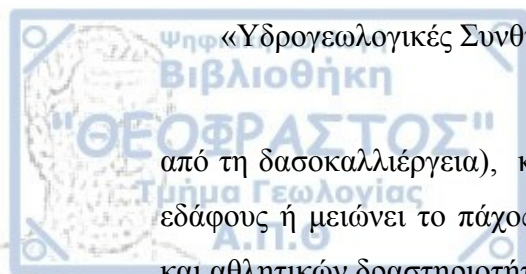 «Υδρογεωλογικές Συνθ
Ψηφιακή
Βιβλιοθήκη
"ΘΕΟΦΡΑΣΤΟΣ"
από τη δασοκαλλιέργεια), κ
Τμήμα Γεωλογίας
εδάφους ή μειώνει το πάχος
Α.Π.Θ
και αθλητικών δραστηριοτή